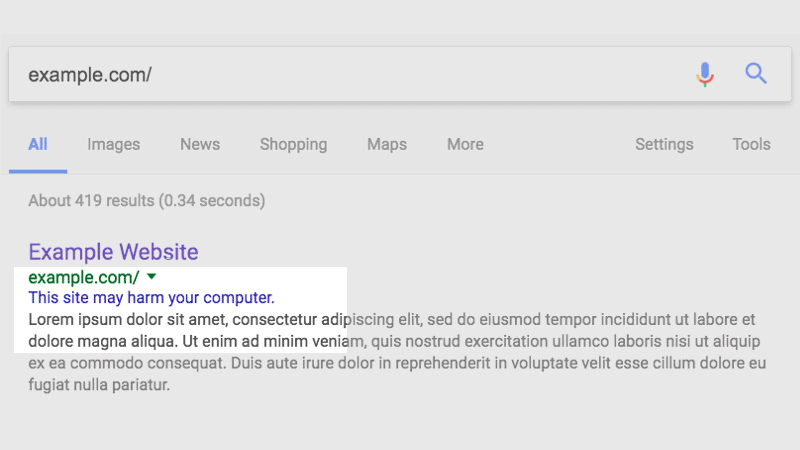 example.com/
All Images News Shopping Maps More Settings Tools
About 419 results (0.34 seconds)
Example Website
example.com/
This site may harm your computer.
Lorem ipsum dolor sit amet, consectetur adipiscing elit, sed do eiusmod tempor incididunt ut labore et
dolore magna aliqua. Ut enim ad minim veniam, quis nostrud exercitation ullamco laboris nisi ut aliquip
ex ea commodo consequat. Duis aute irure dolor in reprehenderit in voluptate velit esse cillum dolore eu
fugiat nulla pariatur.